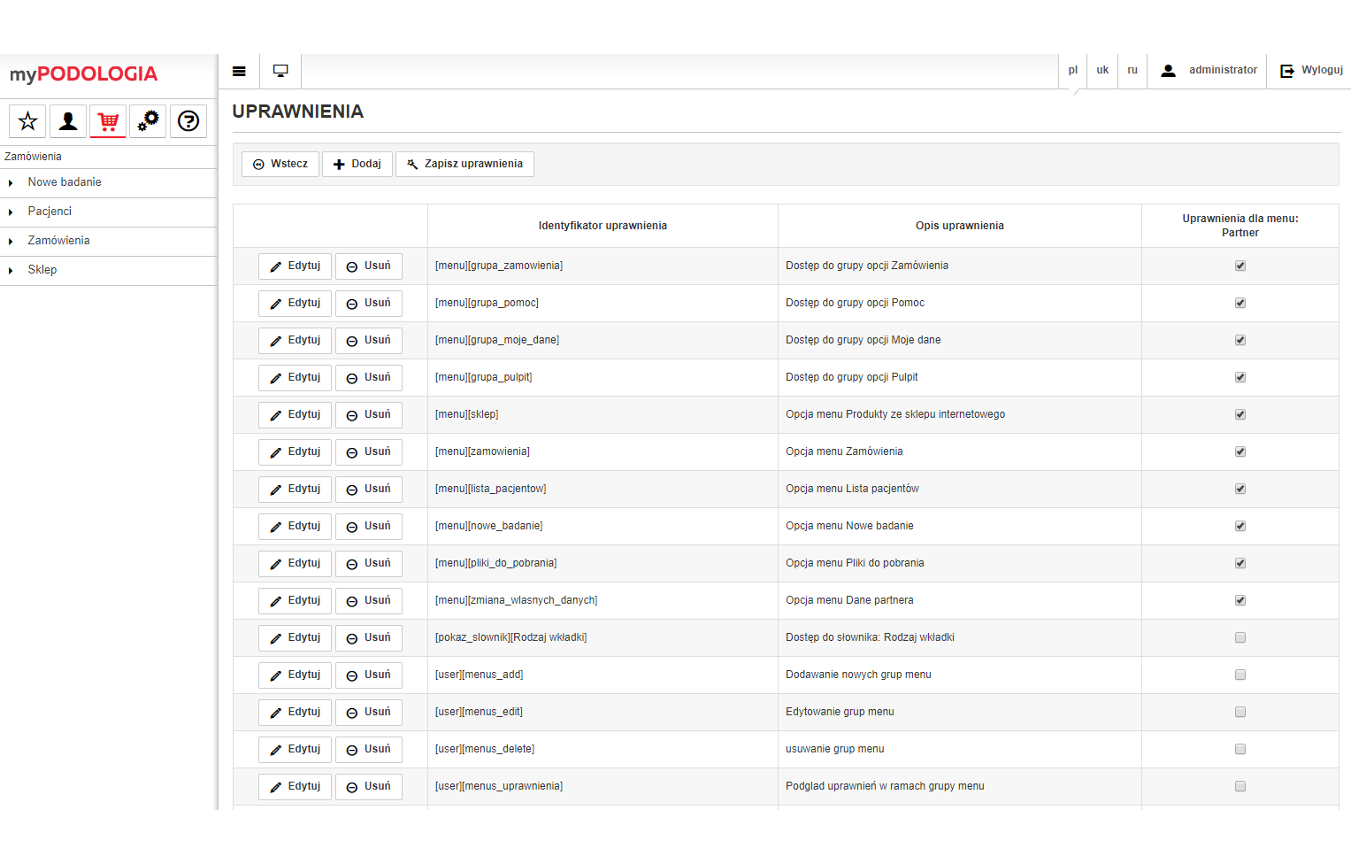 myPODOLOGIA
pl uk ru administrator Wyloguj
UPRAWNIENIA
Zamówienia
Nowe badanie
Pacjenci
Zamówienia
Sklep
Wstecz Dodaj Zapisz uprawnienia
Identyfikator uprawnienia Opis uprawnienia Uprawnienia dla menu: Partner
Edytuj Usuń [menu][grupa_zamowienia] Dostęp do grupy opcji Zamówienia
Edytuj Usuń [menu][grupa_pomoc] Dostęp do grupy opcji Pomoc
Edytuj Usuń [menu][grupa_moje_dane] Dostęp do grupy opcji Moje dane
Edytuj Usuń [menu][grupa_pulpit] Dostęp do grupy opcji Pulpit
Edytuj Usuń [menu][sklep] Opcja menu Produkty ze sklepu internetowego
Edytuj Usuń [menu][zamowienia] Opcja menu Zamówienia
Edytuj Usuń [menu][lista_pacjentow] Opcja menu Lista pacjentów
Edytuj Usuń [menu][nowe_badanie] Opcja menu Nowe badanie
Edytuj Usuń [menu][pliki_do_pobrania] Opcja menu Pliki do pobrania
Edytuj Usuń [menu][zmiana_wlasnych_danych] Opcja menu Dane partnera
Edytuj Usuń [pokaz_slownik][Rodzaj wkładki] Dostęp do słownika: Rodzaj wkładki
Edytuj Usuń [user][menus_add] Dodawanie nowych grup menu
Edytuj Usuń [user][menus_edit] Edytowanie grup menu
Edytuj Usuń [user][menus_delete] usuwanie grup menu
Edytuj Usuń [user][menus_uprawnienia] Podglad uprawnień w ramach grupy menu